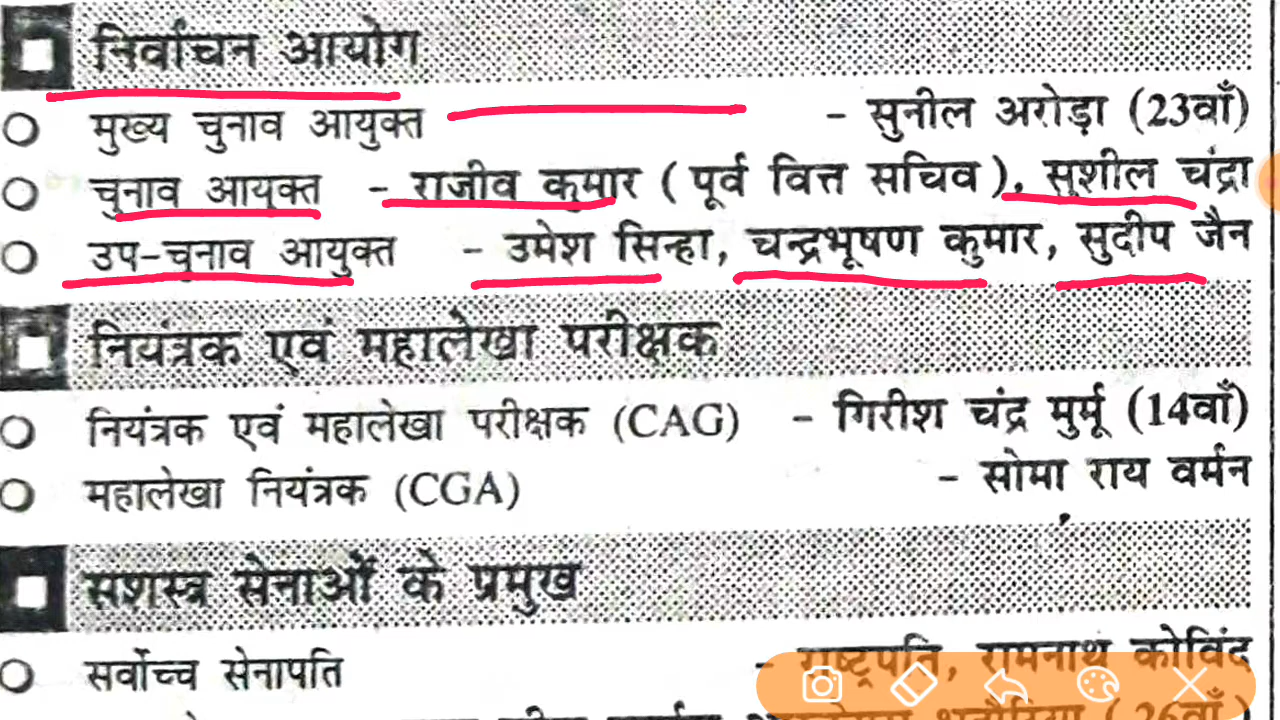 निर्वाचन आयोग
मुख्य चुनाव आयुक्त - सुनील अरोड़ा (23वाँ)
चुनाव आयुक्त - राजीव कुमार (पूर्व वित्त सचिव), सुशील चंद्रा
उप-चुनाव आयुक्त - उमेश सिन्हा, चन्द्रभूषण कुमार, सुदीप जैन
नियंत्रक एवं महालेखा परीक्षक
नियंत्रक एवं महालेखा परीक्षक (CAG) - गिरीश चंद्र मुर्मू (14वाँ)
महालेखा नियंत्रक (CGA) - सोमा राय वर्मन
सशस्त्र सेनाओं के प्रमुख
सर्वोच्च सेनापति - राष्ट्रपति, रामनाथ कोविंद